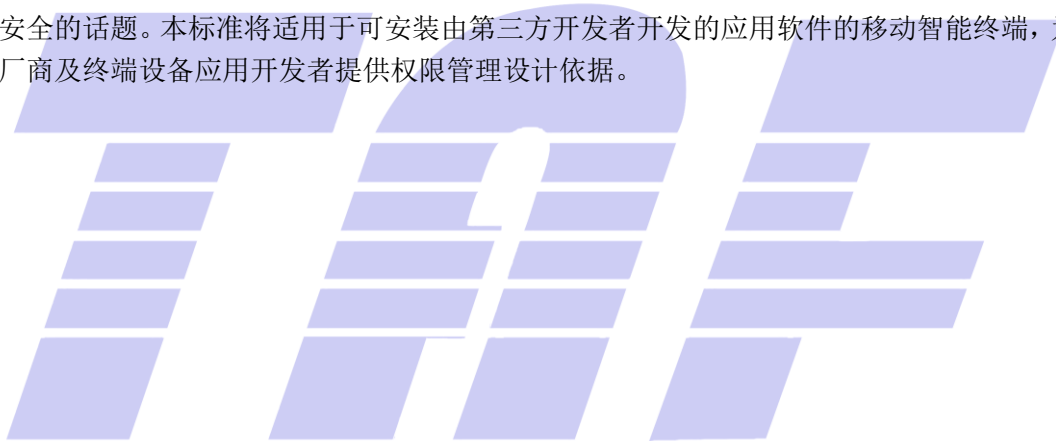 安全的话题。本标准将适用于可安装由第三方开发者开发的应用软件的移动智能终端，
厂商及终端设备应用开发者提供权限管理设计依据。
TAF